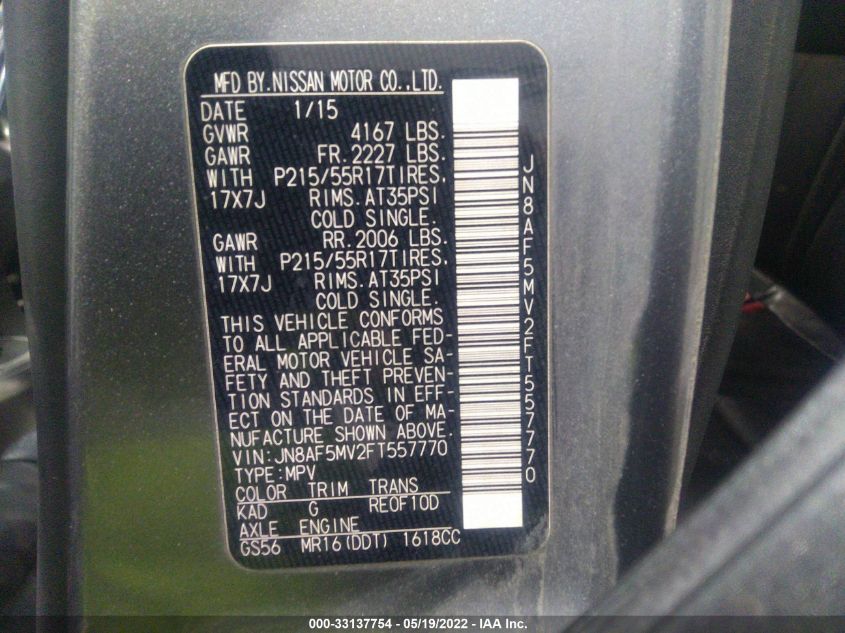 MFD BY.NISSAN MOTOR CO.,LTD.
DATE 1/15
GVWR 4167 LBS.
GAWR FR.2227 LBS.
WITH P215/55R17TIRES.
17X7J RIMS.AT35PSI
COLD SINGLE.
GAWR RR.2006 LBS.
WITH P215/55R17TIRES.
17X7J RIMS.AT35PSI
COLD SINGLE.
THIS VEHICLE CONFORMS
TO ALL APPLICABLE FED-
ERAL MOTOR VEHICLE SA-
FETY AND THEFT PREVEN-
TION STANDARDS IN EFF-
ECT ON THE DATE OF MA-
NUFACTURE SHOWN ABOVE.
VIN:JN8AF5MV2FT557770
TYPE:MPV
COLOR TRIM TRANS
KAD G RE0F10D
AXLE ENGINE
GS56 MR16(DDT) 1618CC
JN8AF5MV2FT557770
000-33137754 - 05/19/2022 - IAA Inc.